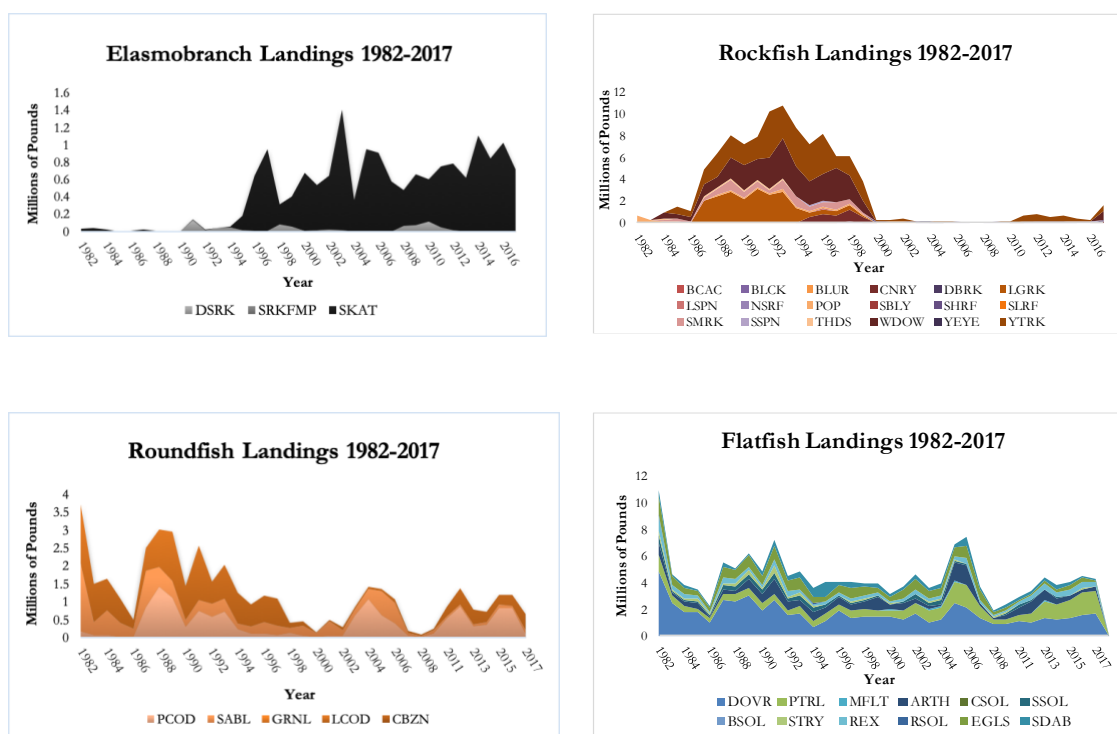 Elasmobranch Landings 1982-2017
Millions of Pounds
1.6
1.4
1.2
1
0.8
0.6
0.4
0.2
0
1982 1984 1986 1988 1990 1992 1994 1996 1998 2000 2002 2004 2006 2008 2010 2012 2014 2016
Year
DSRK SRKFMP SKAT
Rockfish Landings 1982-2017
Millions of Pounds
12
10
8
6
4
2
0
1982 1984 1986 1988 1990 1992 1994 1996 1998 2000 2002 2004 2006 2008 2010 2012 2014 2016
Year
BCAC BLCK BLUR CNRY DBRK LGRK
LSPN NSRF POP SBLY SHRF SLRF
SMRK SSPN THDS WDOW YEYE YTRK
Roundfish Landings 1982-2017
Millions of Pounds
4
3.5
3
2.5
2
1.5
1
0.5
0
1982 1984 1986 1988 1990 1992 1994 1996 1998 2000 2002 2004 2006 2008 2011 2013 2015 2017
Year
PCOD SABL GRNL LCOD CBZN
Flatfish Landings 1982-2017
Millions of Pounds
12
10
8
6
4
2
0
1982 1984 1986 1988 1990 1992 1994 1996 1998 2000 2002 2004 2006 2008 2011 2013 2015 2017
Year
DOVR PTRL MFLT ARTH CSOL SSOL
BSOL STRY REX RSOL EGLS SDAB